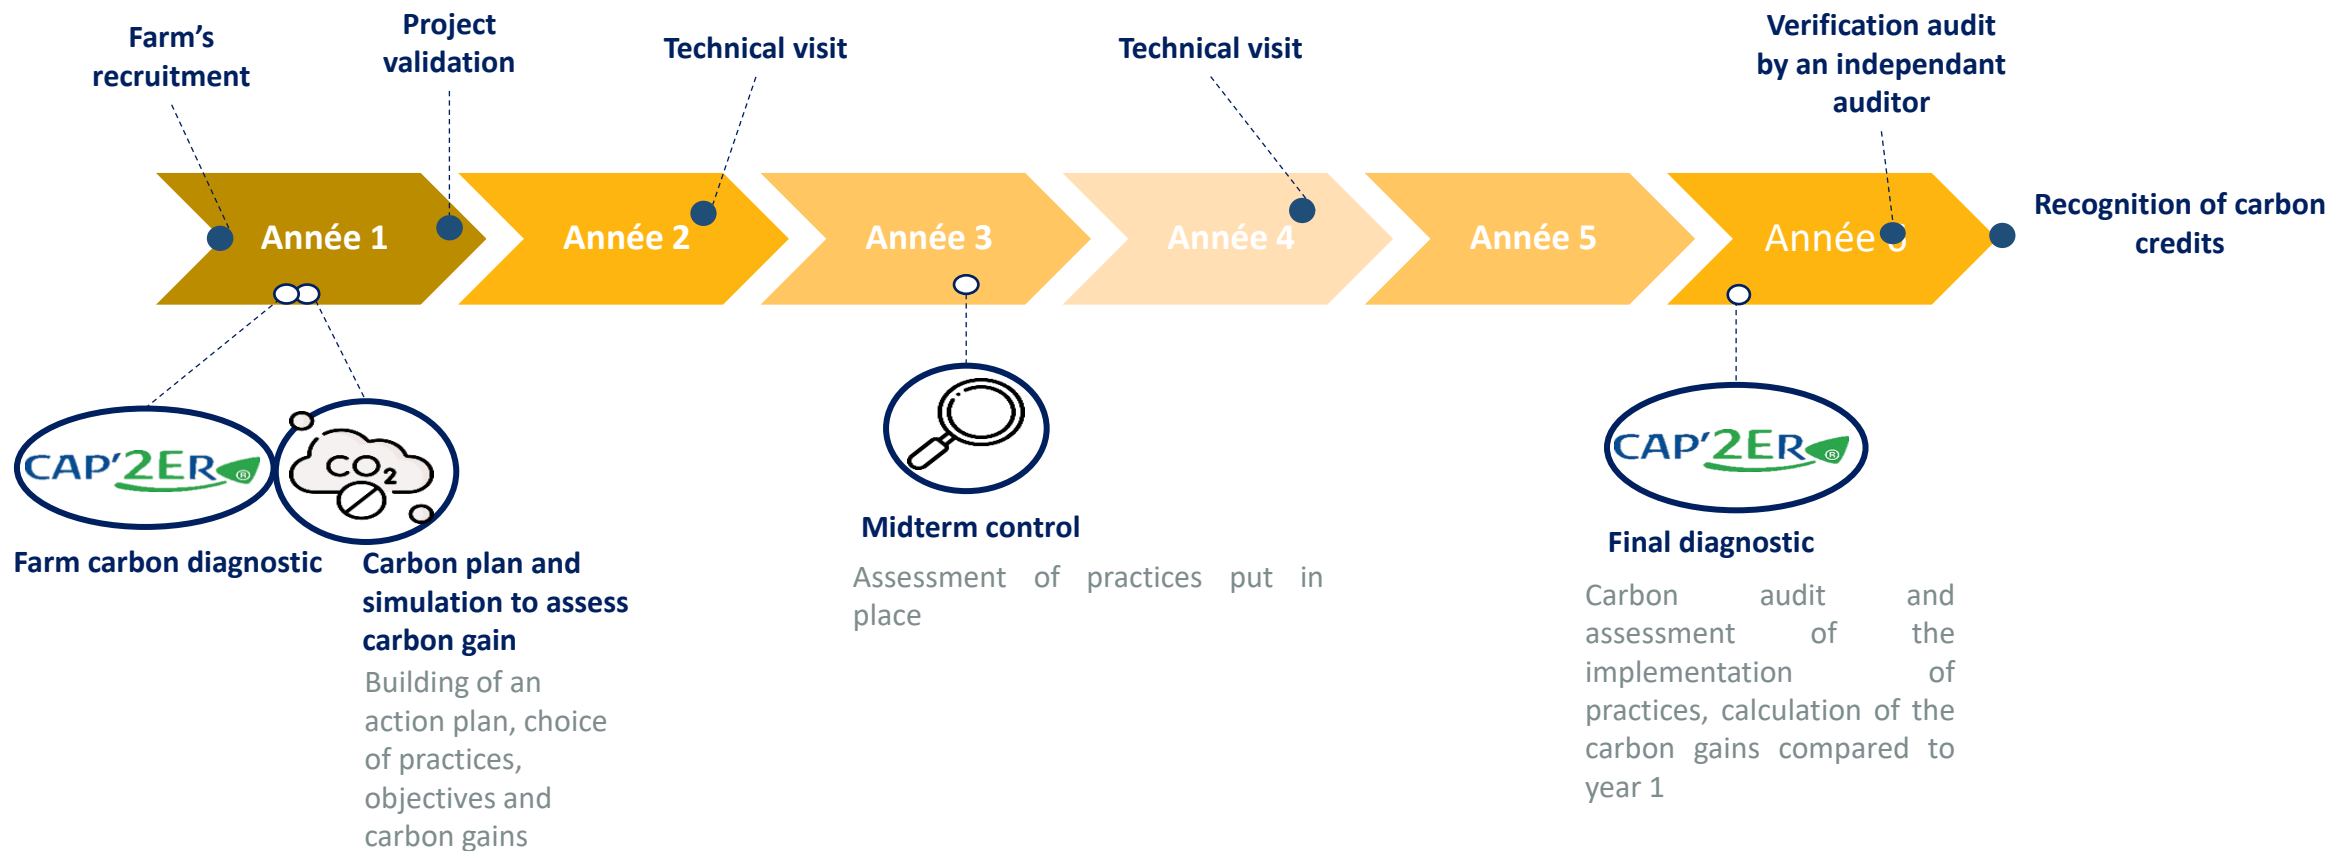 Farm's
recruitment
Project
validation
Technical visit
Technical visit
Verification audit
by an independant
auditor
Année 1
Année 2
Année 3
Année 4
Année 5
Année 6
Recognition of carbon
credits
CAP'2ER®
CO2
CAP'2ER®
Farm carbon diagnostic
Carbon plan and
simulation to assess
carbon gain
Building of an
action plan, choice
of practices,
objectives and
carbon gains
Midterm control
Assessment of practices put in
place
Final diagnostic
Carbon audit and
assessment of the
implementation of
practices, calculation of the
carbon gains compared to
year 1